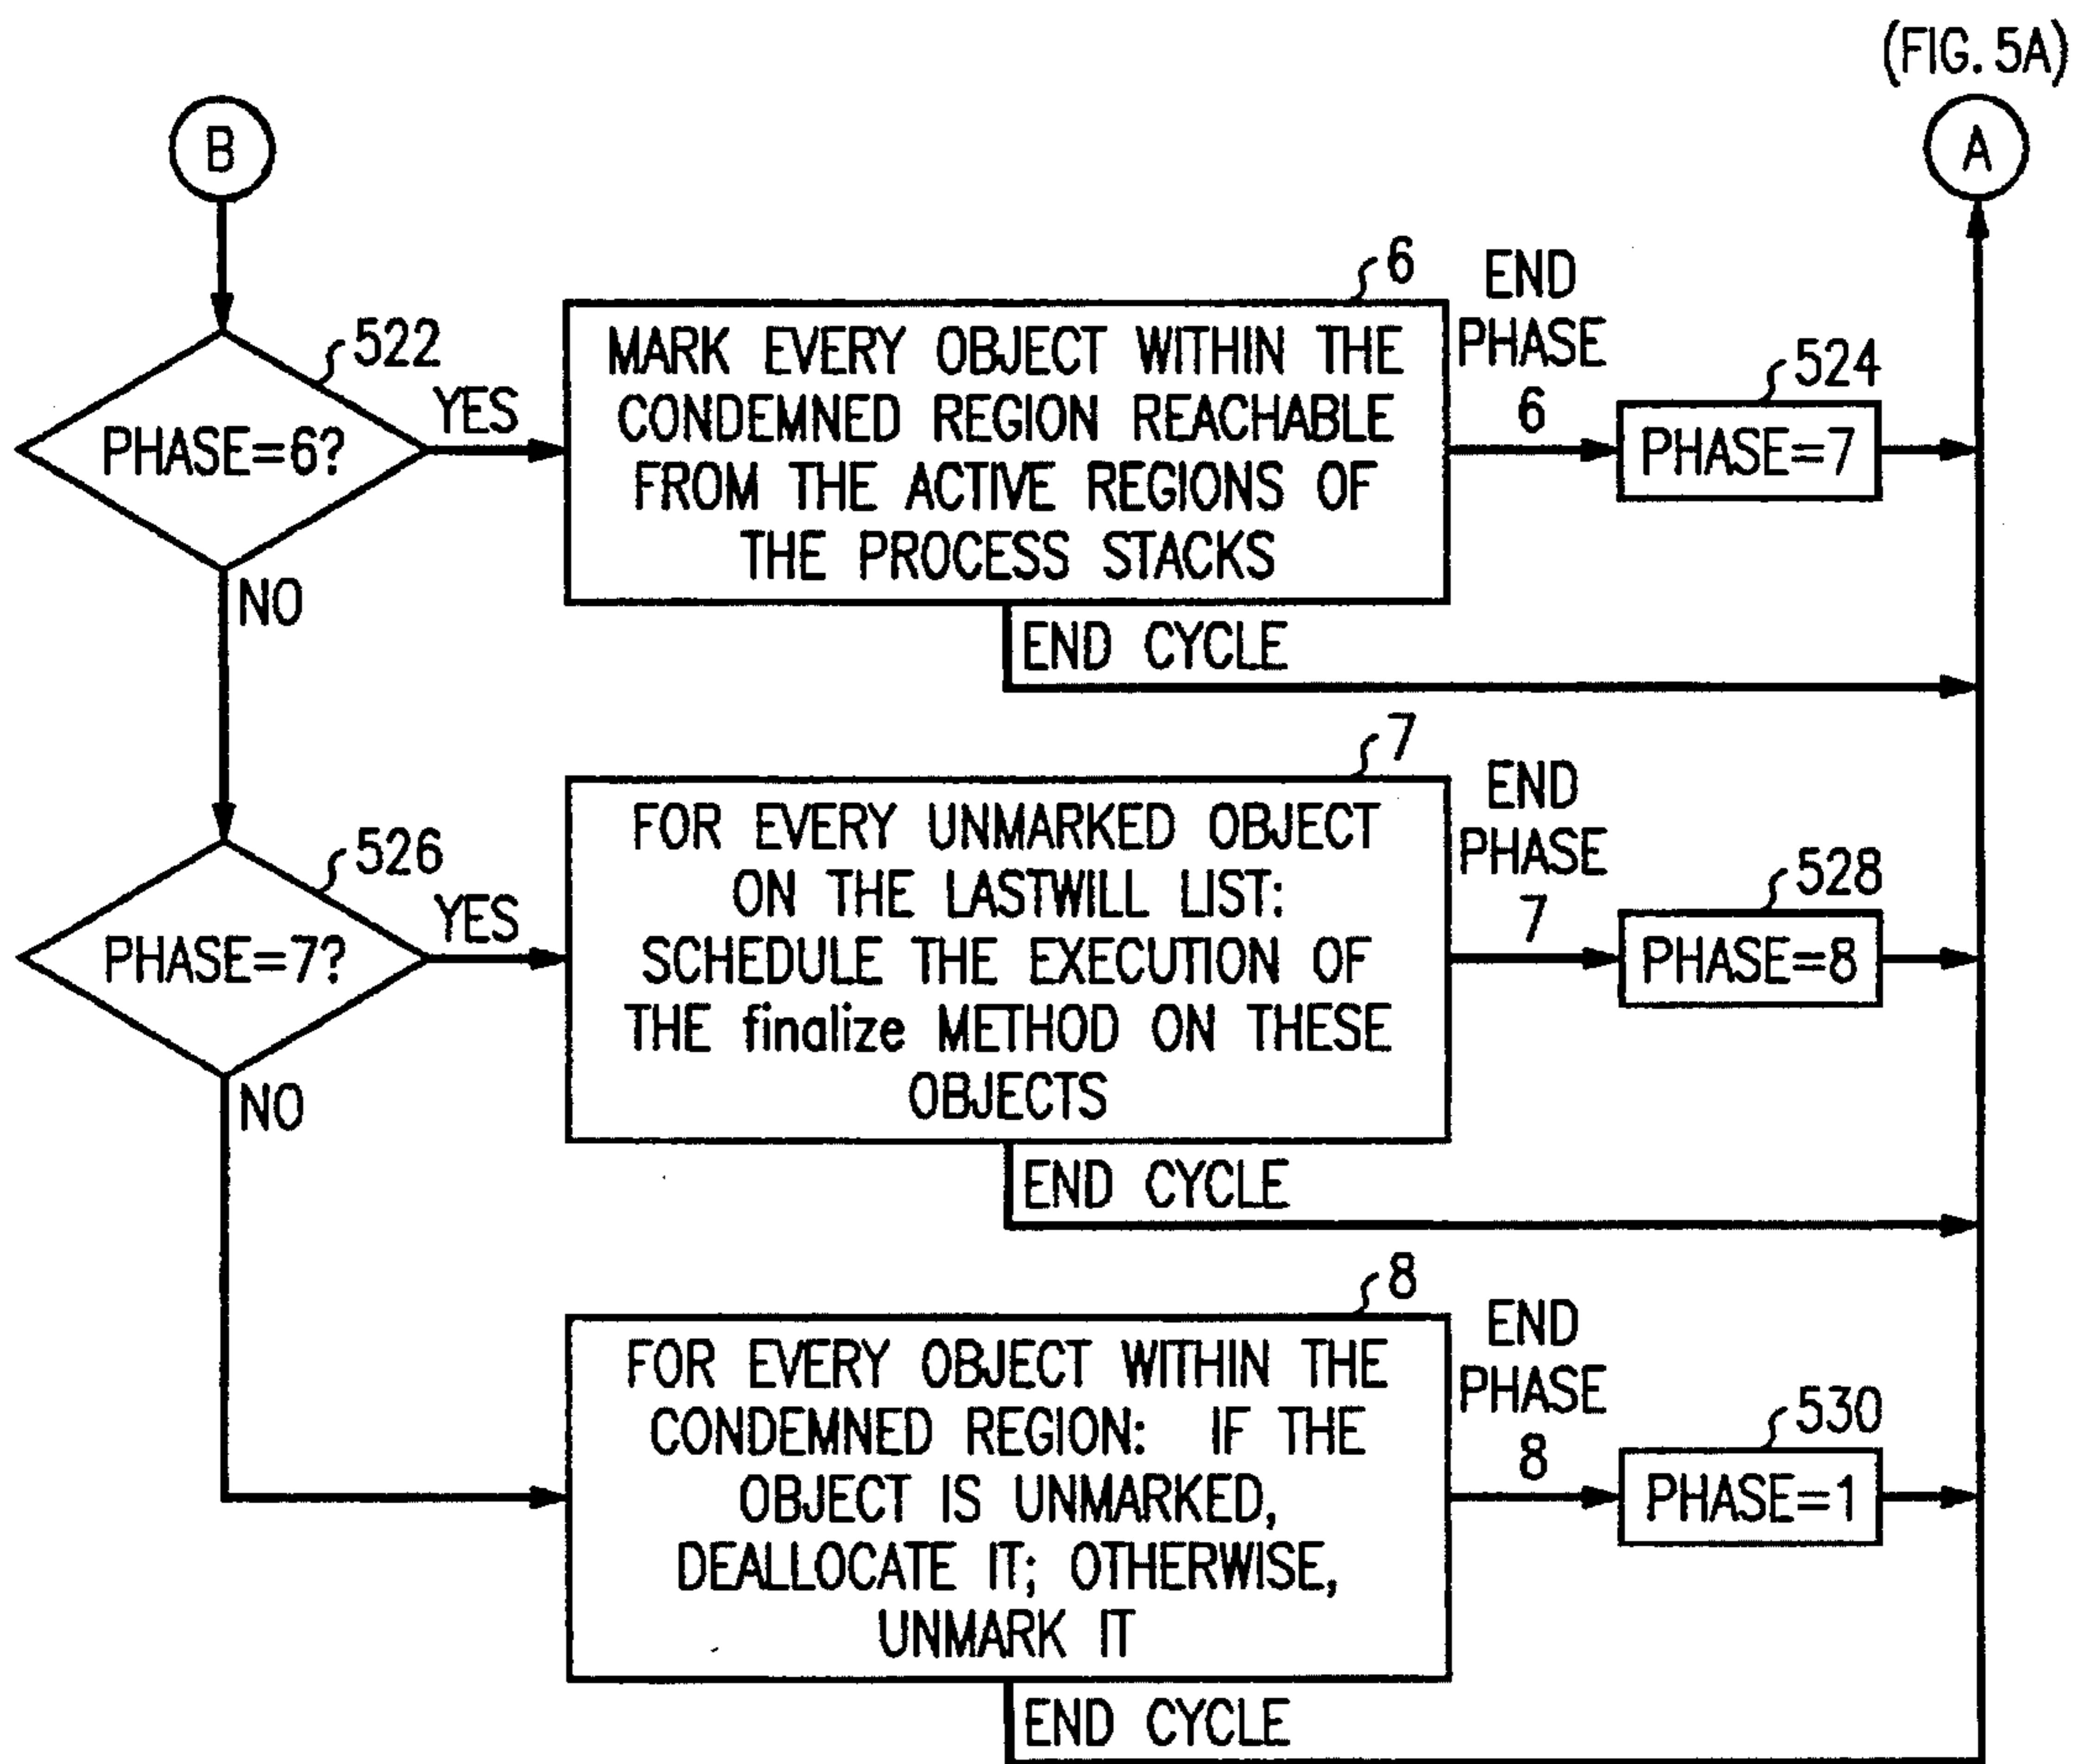 (FIG. 5A)
B
A
522
PHASE=6?
YES
NO
6
MARK EVERY OBJECT WITHIN THE
CONDEMNED REGION REACHABLE
FROM THE ACTIVE REGIONS OF
THE PROCESS STACKS
END
PHASE
6
524
PHASE=7
END CYCLE
526
PHASE=7?
YES
NO
7
FOR EVERY UNMARKED OBJECT
ON THE LASTWILL LIST:
SCHEDULE THE EXECUTION OF
THE finalize METHOD ON THESE
OBJECTS
END
PHASE
7
528
PHASE=8
END CYCLE
8
FOR EVERY OBJECT WITHIN THE
CONDEMNED REGION: IF THE
OBJECT IS UNMARKED,
DEALLOCATE IT; OTHERWISE,
UNMARK IT
END
PHASE
8
530
PHASE=1
END CYCLE